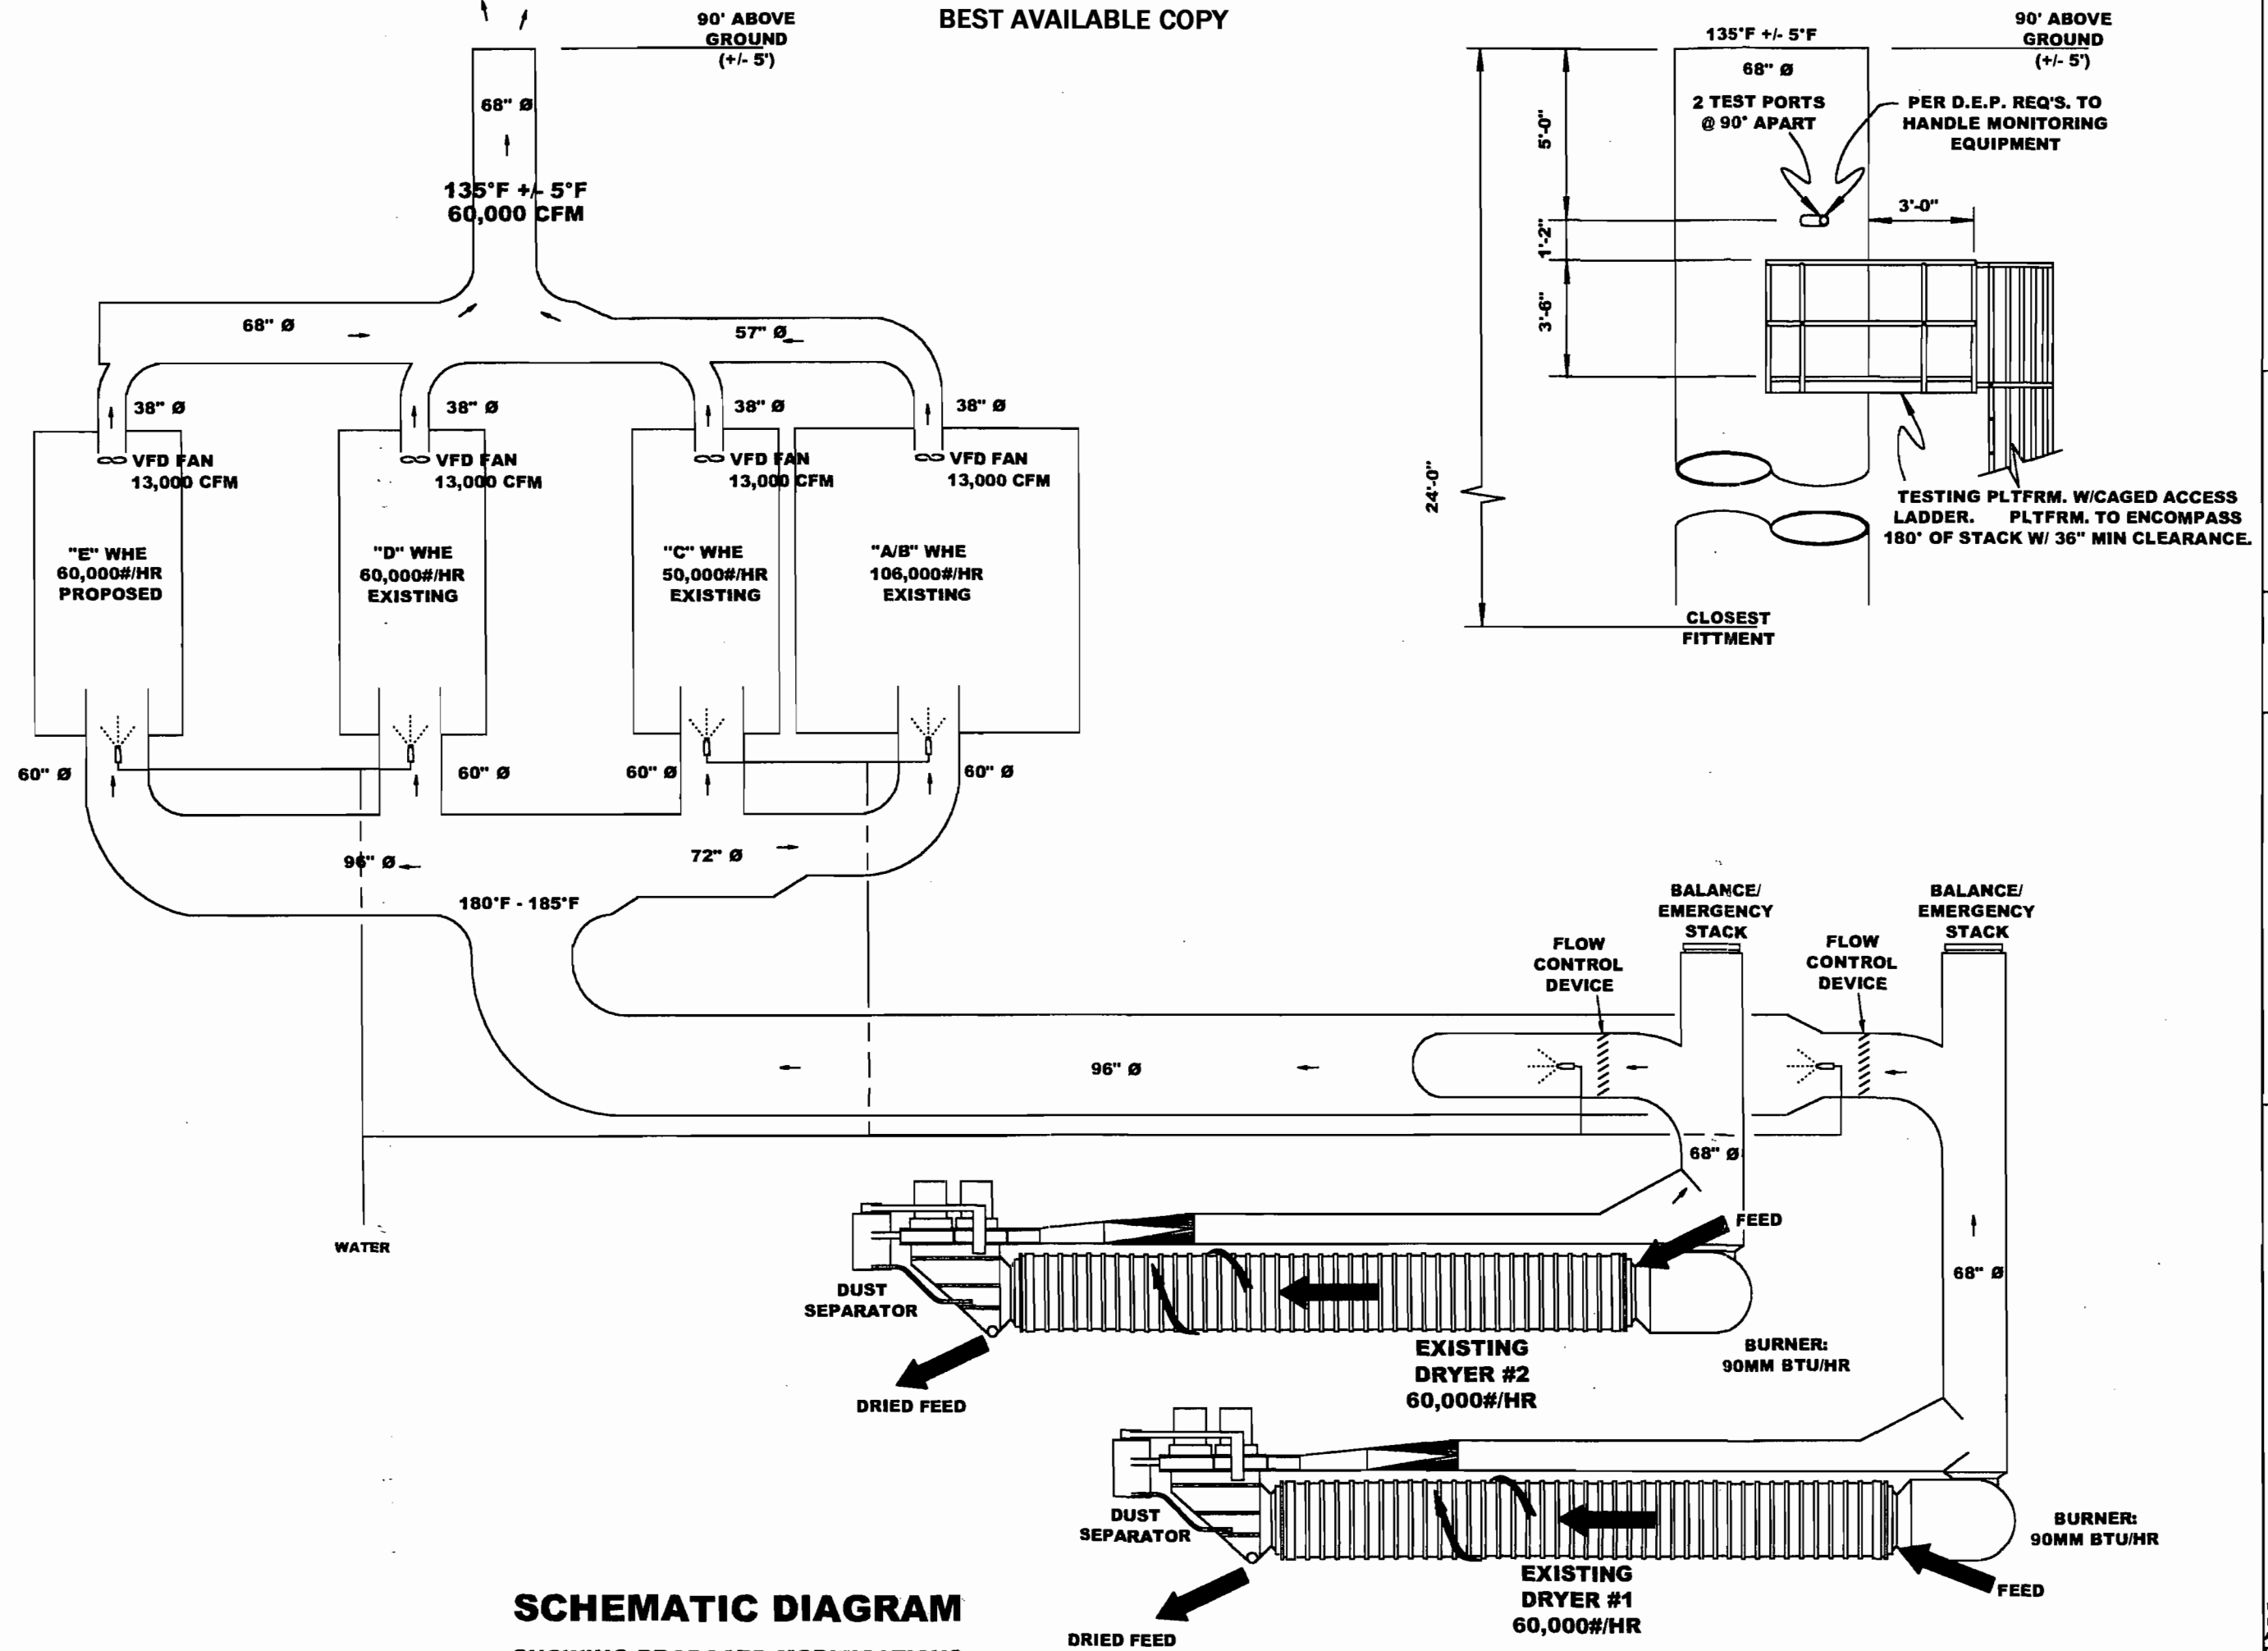 BEST AVAILABLE COPY
90' ABOVE
GROUND
(+/- 5')
68" Ø
135°F +/- 5°F
60,000 CFM
68" Ø
57" Ø
38" Ø
38" Ø
38" Ø
38" Ø
VFD FAN
13,000 CFM
VFD FAN
13,000 CFM
VFD FAN
13,000 CFM
VFD FAN
13,000 CFM
"E" WHE
60,000#/HR
PROPOSED
"D" WHE
60,000#/HR
EXISTING
"C" WHE
50,000#/HR
EXISTING
"A/B" WHE
106,000#/HR
EXISTING
60" Ø
60" Ø
60" Ø
60" Ø
96" Ø
72" Ø
180°F - 185°F
135°F +/- 5°F
68" Ø
2 TEST PORTS
@ 90° APART
90' ABOVE
GROUND
(+/- 5')
PER D.E.P. REQ'S. TO
HANDLE MONITORING
EQUIPMENT
5'-0"
1'-2"
3'-6"
3'-0"
24'-0"
TESTING PLTFRM. W/CAGED ACCESS
LADDER. PLTFRM. TO ENCOMPASS
180° OF STACK W/ 36" MIN CLEARANCE.
CLOSEST
FITTMENT
BALANCE/
EMERGENCY
STACK
BALANCE/
EMERGENCY
STACK
FLOW
CONTROL
DEVICE
FLOW
CONTROL
DEVICE
96" Ø
68" Ø
WATER
FEED
DUST
SEPARATOR
68" Ø
EXISTING
DRYER #2
60,000#/HR
BURNER:
90MM BTU/HR
DRIED FEED
DUST
SEPARATOR
BURNER:
90MM BTU/HR
EXISTING
DRYER #1
60,000#/HR
FEED
DRIED FEED
SCHEMATIC DIAGRAM